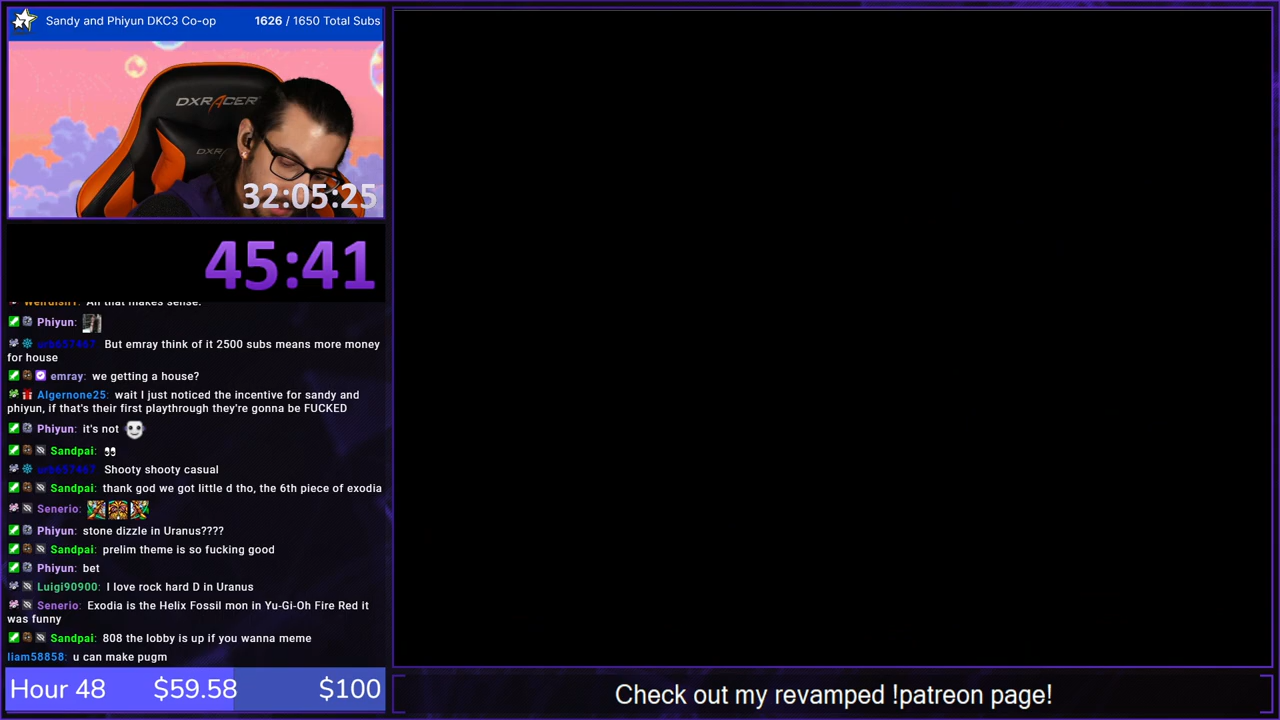 Sandy and Phiyun DKC3 Co-op 1626 / 1650 Total Subs
DXRACER
DXR
32:05:25
45:41
Ah that makes sense.
Phiyun:
But emray think of it 2500 subs means more money
for house
emray: we getting a house?
Algernone25: wait I just noticed the incentive for sandy and
phiyun, if that's their first playthrough they're gonna be FUCKED
Phiyun: it's not
Sandpai:
Shooty shooty casual
Sandpai: thank god we got little d tho, the 6th piece of exodia
Senerio:
Phiyun: stone dizzle in Uranus????
Sandpai: prelim theme is so fucking good
Phiyun: bet
Luigi90900: I love rock hard D in Uranus
Senerio: Exodia is the Helix Fossil mon in Yu-Gi-Oh Fire Red it
was funny
Sandpai: 808 the lobby is up if you wanna meme
liam58858: u can make pugm
Hour 48 $59.58 $100
Check out my revamped !patreon page!